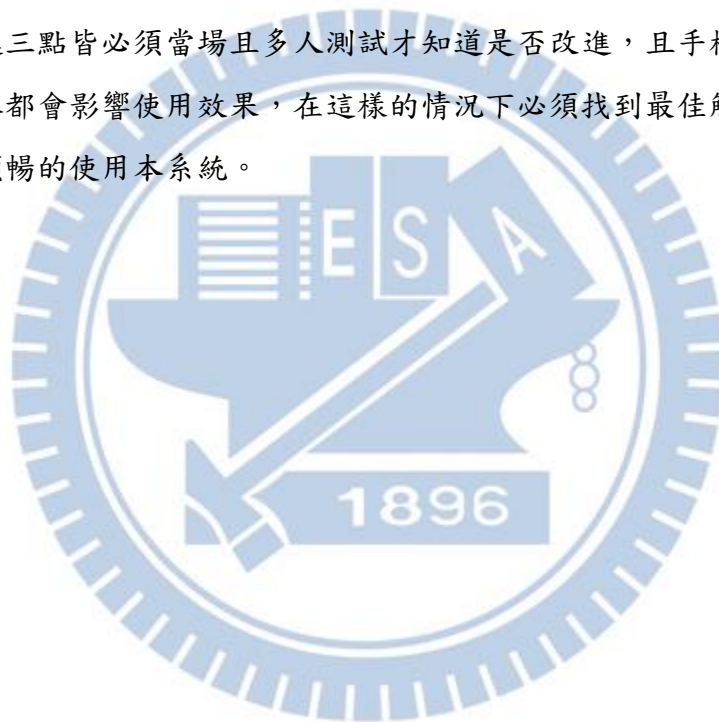 三點皆必須當場且多人測試才知道是否改進，且手
都會影響使用效果，在這樣的情況下必須找到最佳
暢的使用本系統。
E S A
1896